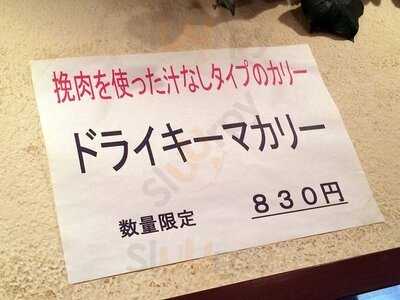 挽肉を使った汁なしタイプのカリー
ドライキーマカリー
数量限定 830円